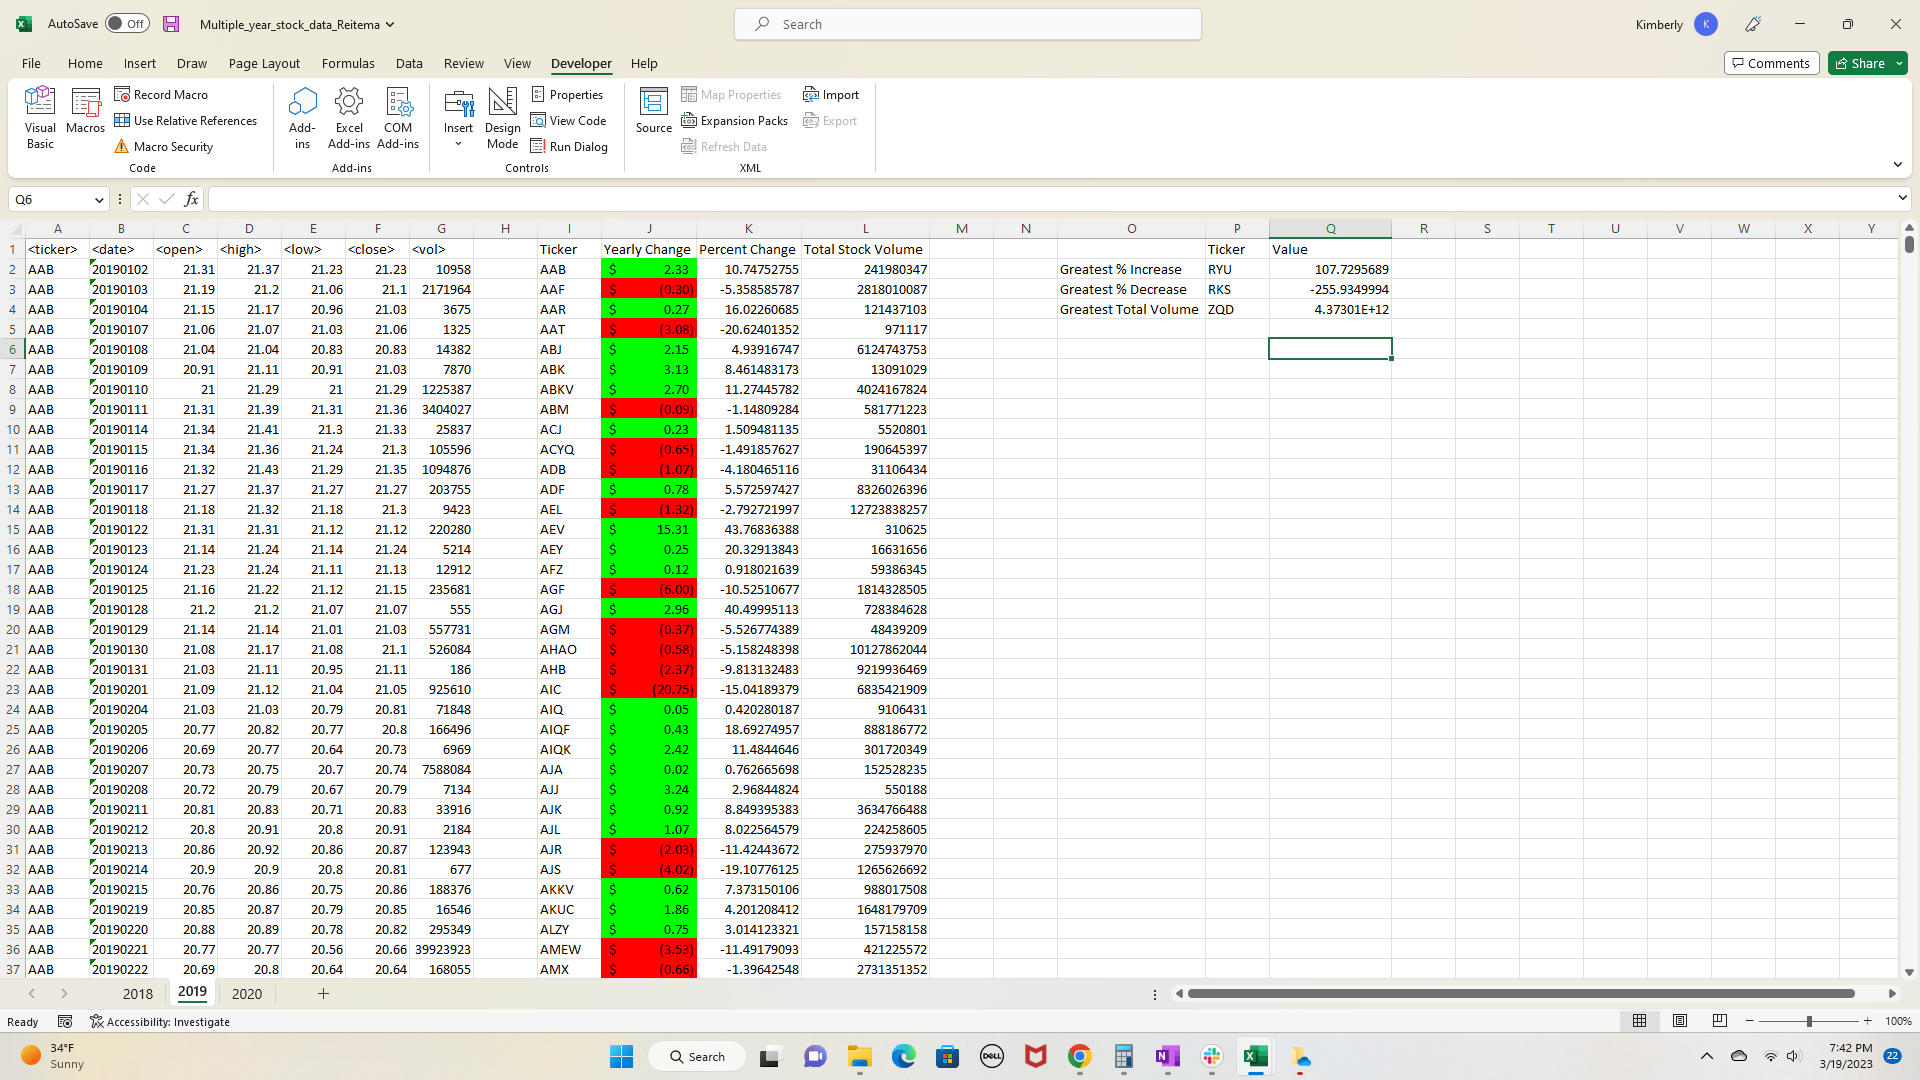 AutoSave Off Multiple_year_stock_data_Reitema Search Kimberly K
File Home Insert Draw Page Layout Formulas Data Review View Developer Help Comments Share
Visual Basic Macros Record Macro Use Relative References Macro Security Code
Add-ins Excel Add-ins COM Add-ins Add-ins
Insert Design Mode Properties View Code Run Dialog Controls
Source Map Properties Expansion Packs Refresh Data Import Export XML
Q6 fx
A B C D E F G H I J K L M N O P Q R S T U V W X Y
1 <ticker> <date> <open> <high> <low> <close> <vol> Ticker Yearly Change Percent Change Total Stock Volume Ticker Value
2 AAB 20190102 21.31 21.37 21.23 21.23 10958 AAB $ 2.33 10.74752755 241980347 Greatest % Increase RYU 107.7295689
3 AAB 20190103 21.19 21.2 21.06 21.1 2171964 AAF $ (0.30) -5.358585787 2818010087 Greatest % Decrease RKS -255.9349994
4 AAB 20190104 21.15 21.17 20.96 21.03 3675 AAR $ 0.27 16.02260685 121437103 Greatest Total Volume ZQD 4.37301E+12
5 AAB 20190107 21.06 21.07 21.03 21.06 1325 AAT $ (3.08) -20.62401352 971117
6 AAB 20190108 21.04 21.04 20.83 20.83 14382 ABJ $ 2.15 4.93916747 6124743753
7 AAB 20190109 20.91 21.11 20.91 21.03 7870 ABK $ 3.13 8.461483173 13091029
8 AAB 20190110 21 21.29 21 21.29 1225387 ABKV $ 2.70 11.27445782 4024167824
9 AAB 20190111 21.31 21.39 21.31 21.36 3404027 ABM $ (0.09) -1.14809284 581771223
10 AAB 20190114 21.34 21.41 21.3 21.33 25837 ACJ $ 0.23 1.509481135 5520801
11 AAB 20190115 21.34 21.36 21.24 21.3 105596 ACYQ $ (0.65) -1.491857627 190645397
12 AAB 20190116 21.32 21.43 21.29 21.35 1094876 ADB $ (1.07) -4.180465116 31106434
13 AAB 20190117 21.27 21.37 21.27 21.27 203755 ADF $ 0.78 5.572597427 8326026396
14 AAB 20190118 21.18 21.32 21.18 21.3 9423 AEL $ (1.32) -2.792721997 12723838257
15 AAB 20190122 21.31 21.31 21.12 21.12 220280 AEV $ 15.31 43.76836388 310625
16 AAB 20190123 21.14 21.24 21.14 21.24 5214 AEY $ 0.25 20.32913843 16631656
17 AAB 20190124 21.23 21.24 21.11 21.13 12912 AFZ $ 0.12 0.918021639 59386345
18 AAB 20190125 21.16 21.22 21.12 21.15 235681 AGF $ (6.00) -10.52510677 1814328505
19 AAB 20190128 21.2 21.2 21.07 21.07 555 AGJ $ 2.96 40.49995113 728384628
20 AAB 20190129 21.14 21.14 21.01 21.03 557731 AGM $ (0.37) -5.526774389 48439209
21 AAB 20190130 21.08 21.17 21.08 21.1 526084 AHAO $ (0.58) -5.158248398 10127862044
22 AAB 20190131 21.03 21.11 20.95 21.11 186 AHB $ (2.37) -9.813132483 9219936469
23 AAB 20190201 21.09 21.12 21.04 21.05 925610 AIC $ (20.75) -15.04189379 6835421909
24 AAB 20190204 21.03 21.03 20.79 20.81 71848 AIQ $ 0.05 0.420280187 9106431
25 AAB 20190205 20.77 20.82 20.77 20.8 166496 AIQF $ 0.43 18.69274957 888186772
26 AAB 20190206 20.69 20.77 20.64 20.73 6969 AIQK $ 2.42 11.4844646 301720349
27 AAB 20190207 20.73 20.75 20.7 20.74 7588084 AJA $ 0.02 0.762665698 152528235
28 AAB 20190208 20.72 20.79 20.67 20.79 7134 AJJ $ 3.24 2.96844824 550188
29 AAB 20190211 20.81 20.83 20.71 20.83 33916 AJK $ 0.92 8.849395383 3634766488
30 AAB 20190212 20.8 20.91 20.8 20.91 2184 AJL $ 1.07 8.022564579 224258605
31 AAB 20190213 20.86 20.92 20.86 20.87 123943 AJR $ (2.03) -11.42443672 275937970
32 AAB 20190214 20.9 20.9 20.8 20.81 677 AJS $ (4.02) -19.10776125 1265626692
33 AAB 20190215 20.76 20.86 20.75 20.86 188376 AKKV $ 0.62 7.373150106 988017508
34 AAB 20190219 20.85 20.87 20.79 20.85 16546 AKUC $ 1.86 4.201208412 1648179709
35 AAB 20190220 20.88 20.89 20.78 20.82 295349 ALZY $ 0.75 3.014123321 157158158
36 AAB 20190221 20.77 20.77 20.56 20.66 39923923 AMEW $ (3.53) -11.49179093 421225572
37 AAB 20190222 20.69 20.8 20.64 20.64 168055 AMX $ (0.66) -1.39642548 2731351352
2018 2019 2020
Ready Accessibility: Investigate 100%
34°F Sunny Search DELL N 7:42 PM 3/19/2023 22